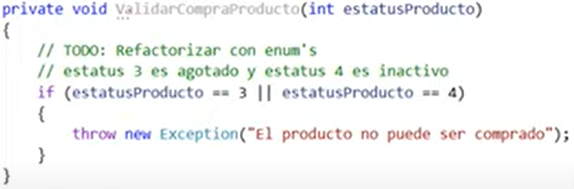 private void ValidarCompraProducto(int estatusProducto)
{
// TODO: Refactorizar con enum's
// estatus 3 es agotado y estatus 4 es inactivo
if (estatusProducto == 3 || estatusProducto == 4)
{
throw new Exception("El producto no puede ser comprado");
}
}